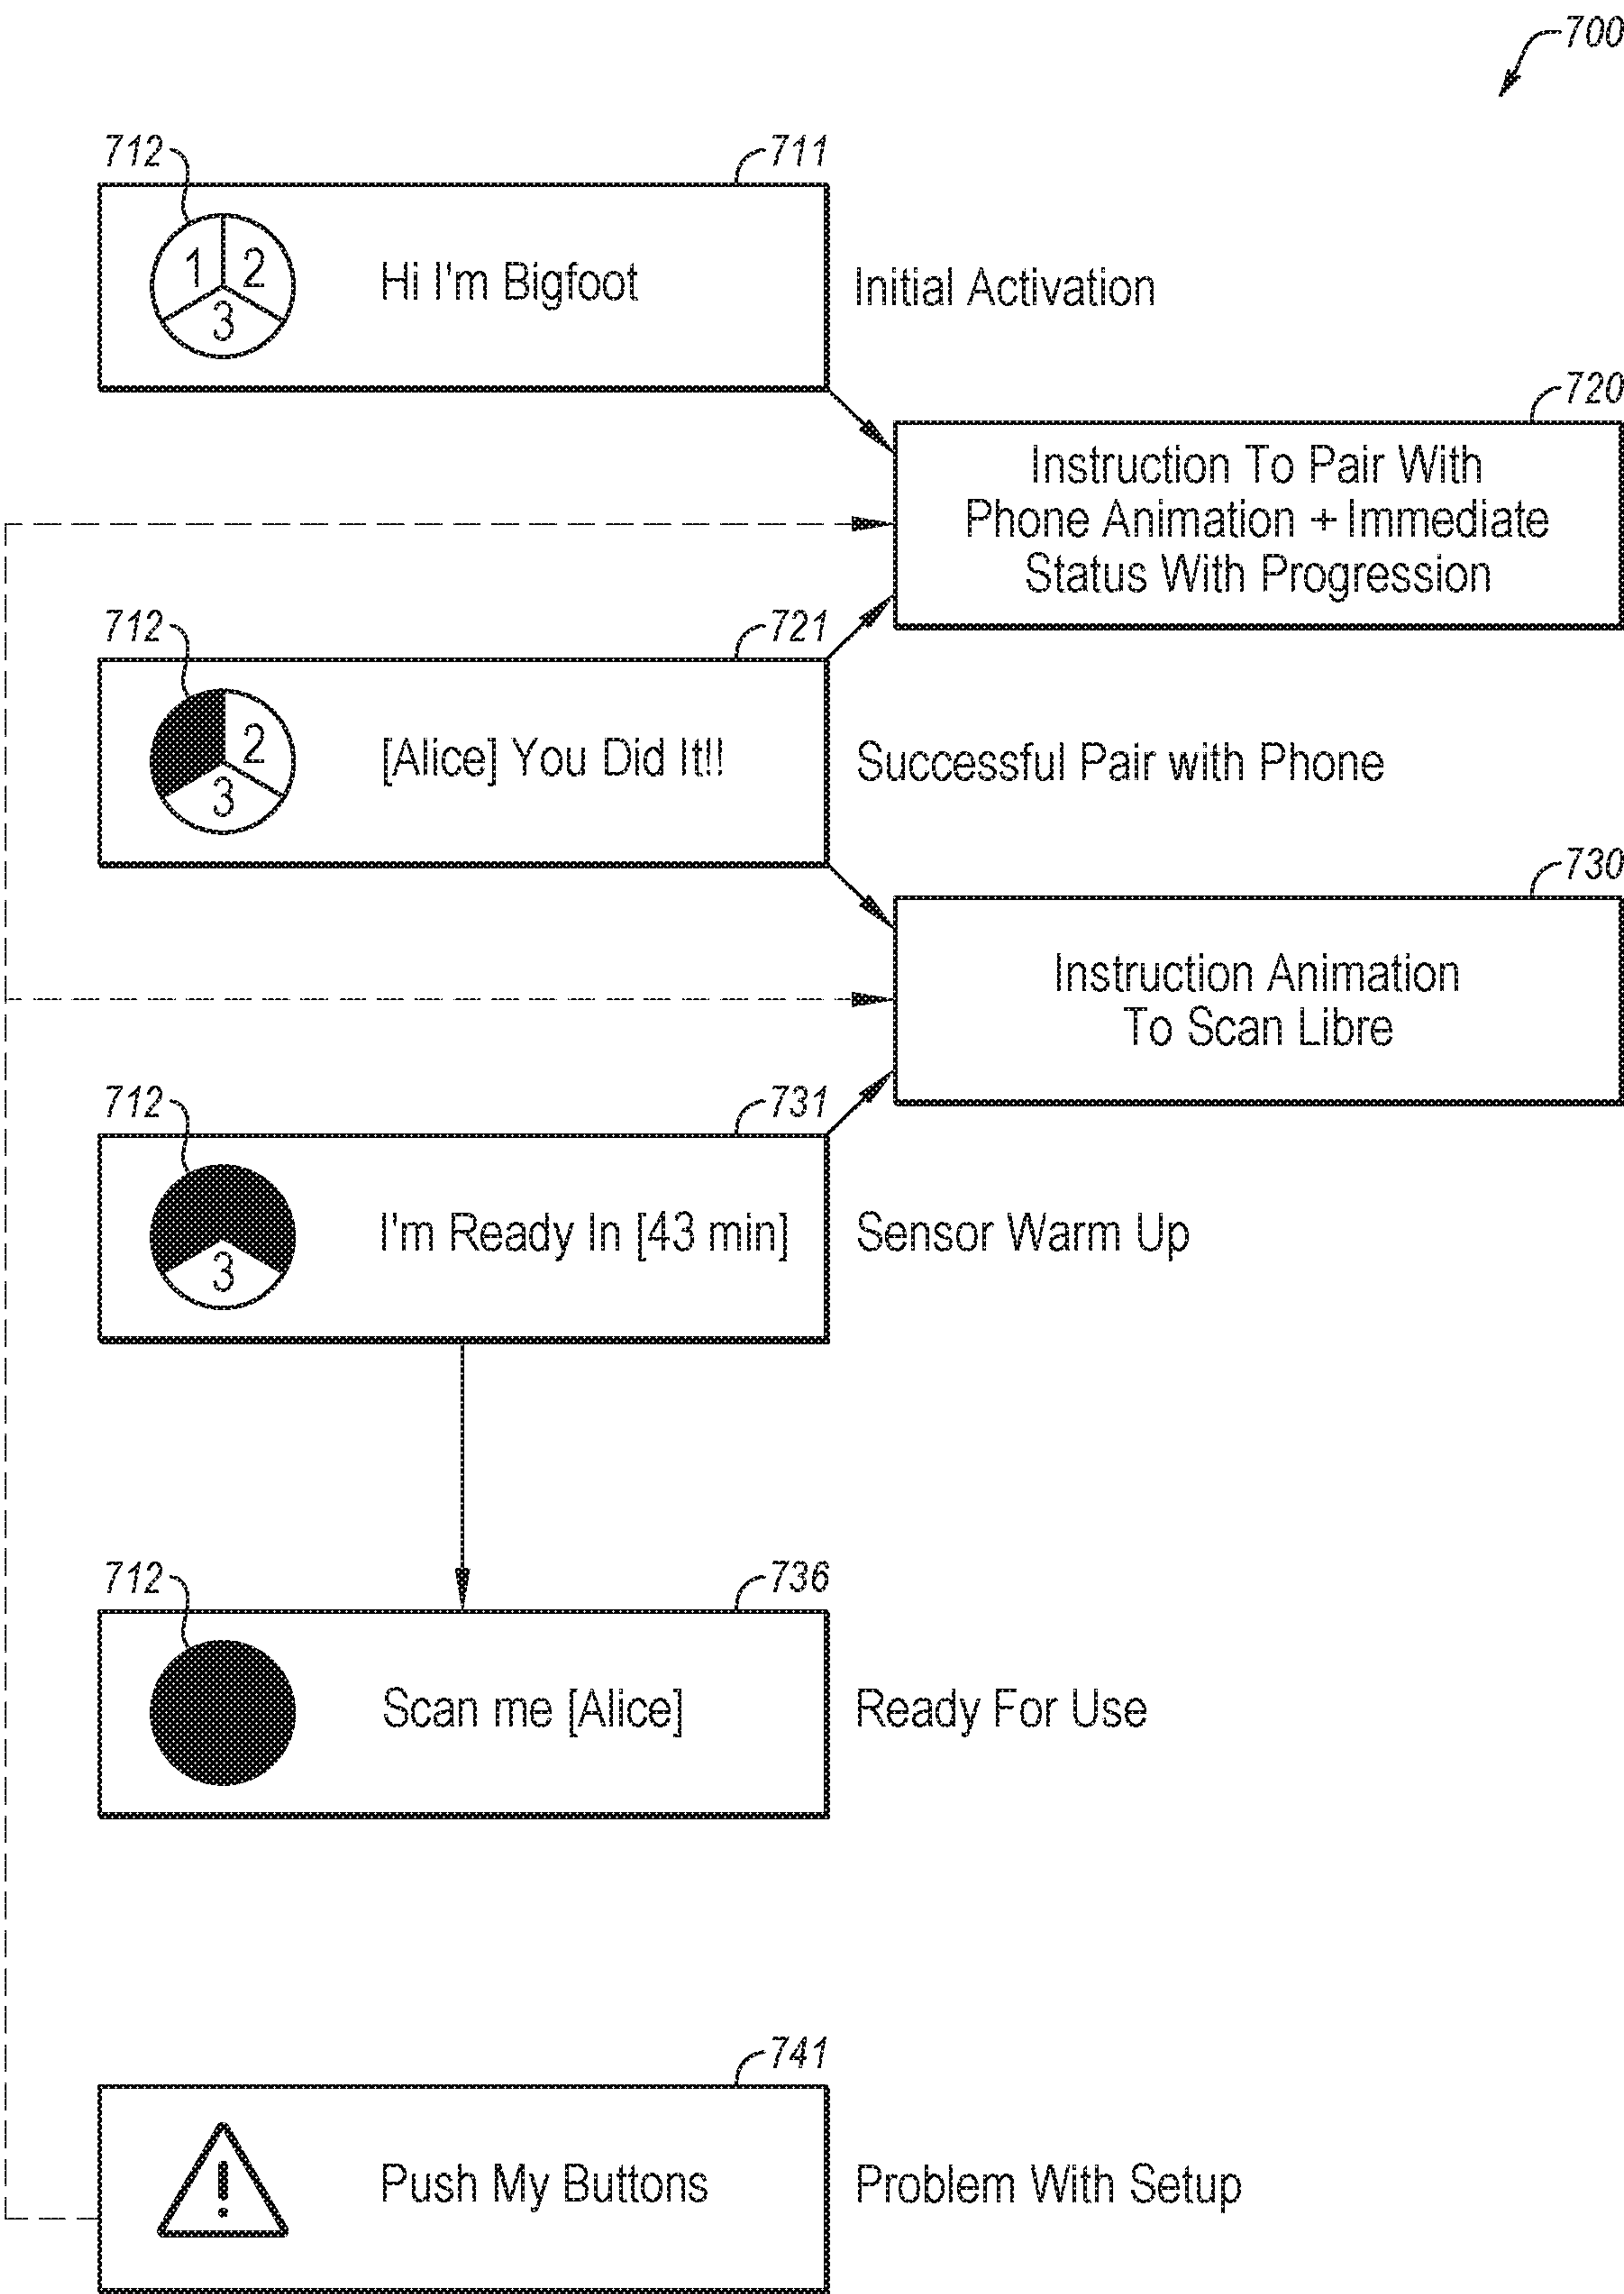 700
712
711
1 2
3
Hi I'm Bigfoot
Initial Activation
720
Instruction To Pair With
Phone Animation + Immediate
Status With Progression
712
721
2
3
[Alice] You Did It!!
Successful Pair with Phone
730
Instruction Animation
To Scan Libre
712
731
3
I'm Ready In [43 min]
Sensor Warm Up
712
736
Scan me [Alice]
Ready For Use
741
!
Push My Buttons
Problem With Setup